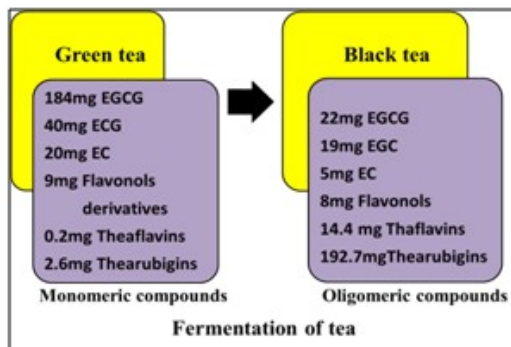 Green tea
184mg EGCG
40mg ECG
20mg EC
9mg Flavonols
derivatives
0.2mg Theaflavins
2.6mg Thearubigins
Monomeric compounds
Black tea
22mg EGCG
19mg EGC
5mg EC
8mg Flavonols
14.4 mg Thaflavins
192.7mgThearubigins
Oligomeric compounds
Fermentation of tea